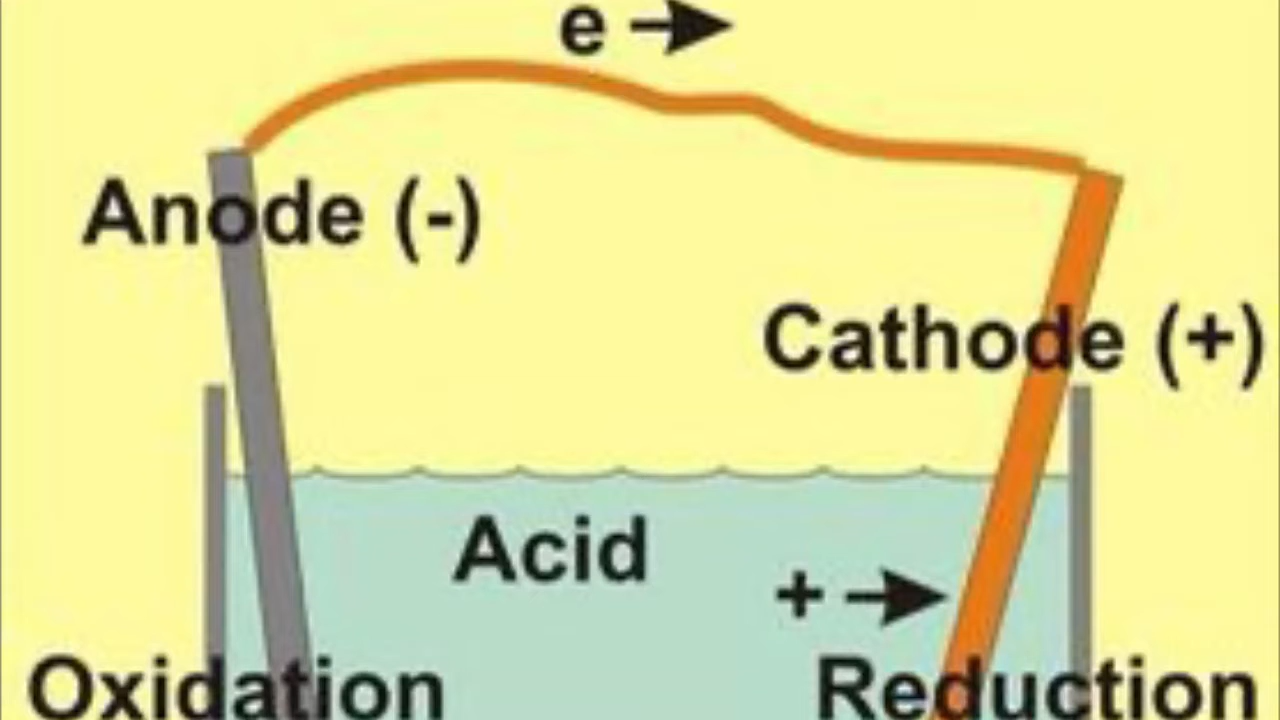 e →
Anode (-)
Cathode (+)
Acid
+ →
Oxidation
Reduction